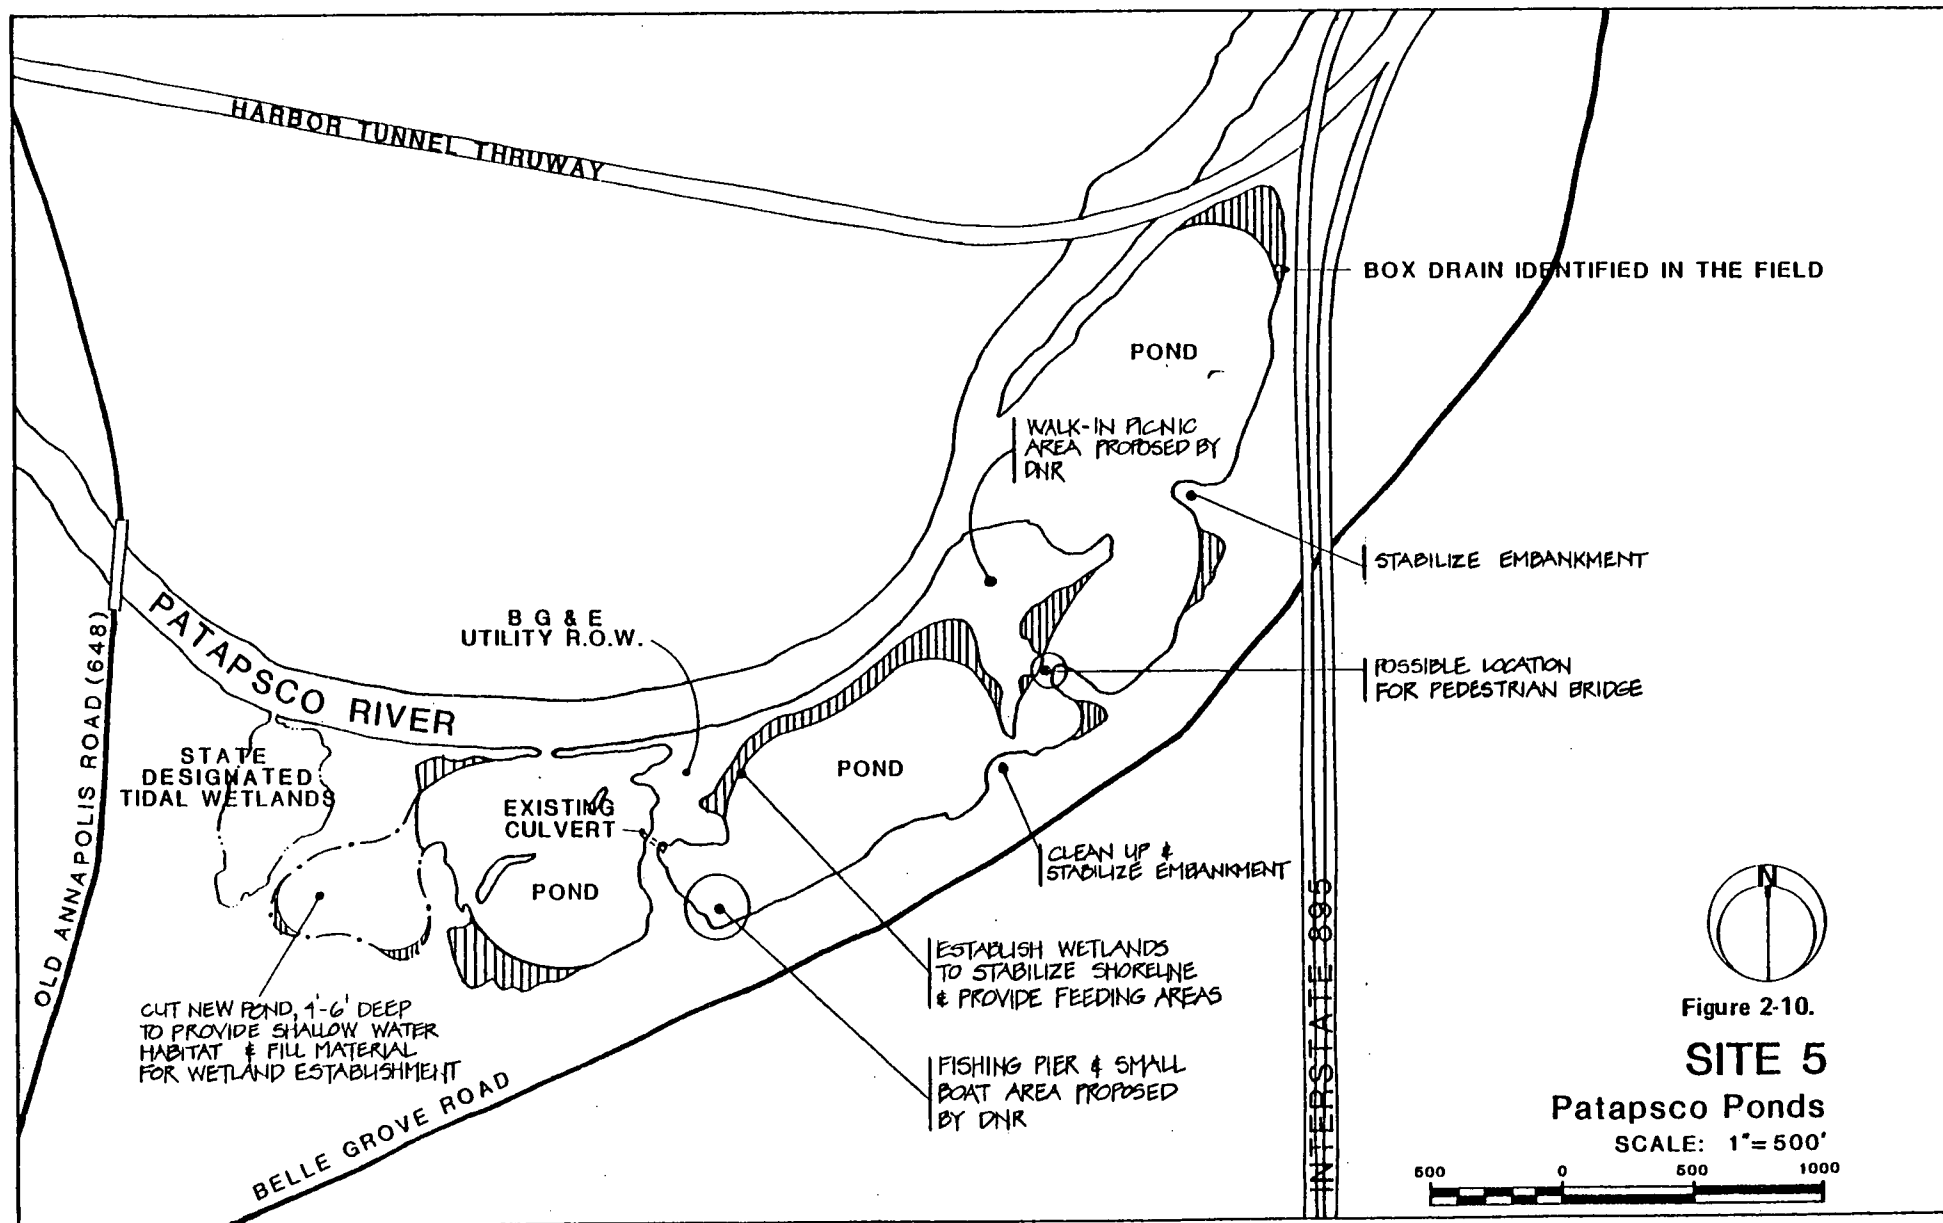 HARBOR TUNNEL THRUWAY
BOX DRAIN IDENTIFIED IN THE FIELD
POND
WALK-IN PICNIC
AREA PROPOSED BY
DNR
STABILIZE EMBANKMENT
B G & E
UTILITY R.O.W.
POSSIBLE LOCATION
FOR PEDESTRIAN BRIDGE
PATAPSCO RIVER
OLD ANNAPOLIS ROAD (648)
STATE
DESIGNATED
TIDAL WETLANDS
POND
EXISTING
CULVERT
POND
CLEAN UP &
STABILIZE EMBANKMENT
ESTABLISH WETLANDS
TO STABILIZE SHORELINE
& PROVIDE FEEDING AREAS
CUT NEW POND, 4'-6' DEEP
TO PROVIDE SHALLOW WATER
HABITAT & FILL MATERIAL
FOR WETLAND ESTABLISHMENT
FISHING PIER & SMALL
BOAT AREA PROPOSED
BY DNR
BELLE GROVE ROAD
INTERSTATE 895
N
Figure 2-10.
SITE 5
Patapsco Ponds
SCALE: 1"=500'
500 0 500 1000